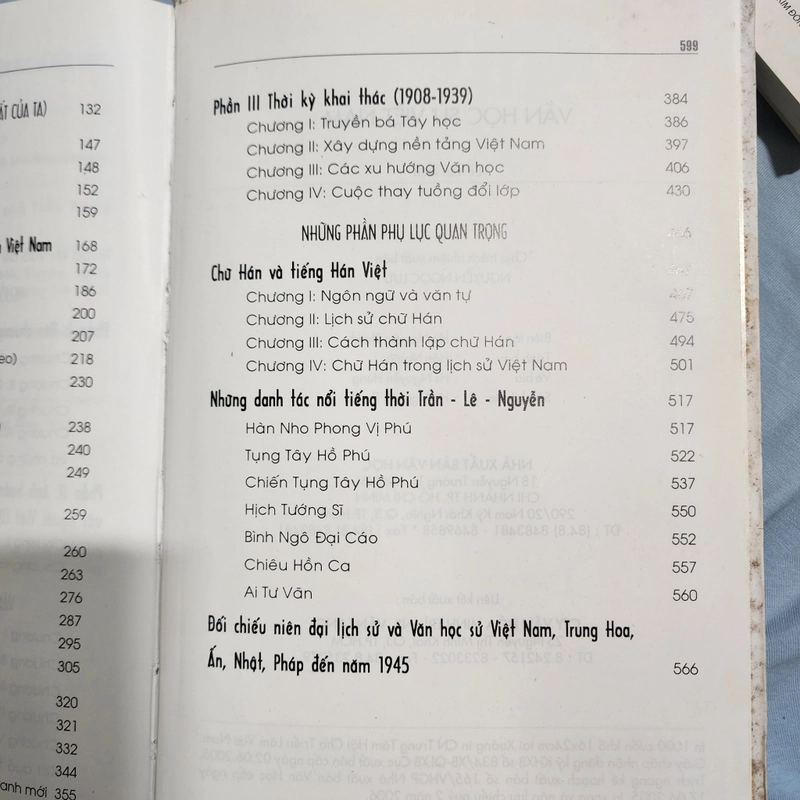 ẤT CỦA TA) 132
147
148
152
159
Việt Nam 168
172
186
200
207
eo) 218
230
238
240
249
259
260
263
276
287
295
305
320
321
332
344
anh mới 355
599
Phần III Thời kỳ khai thác (1908-1939) 384
Chương I: Truyền bá Tây học 386
Chương II: Xây dựng nền tảng Việt Nam 397
Chương III: Các xu hướng Văn học 406
Chương IV: Cuộc thay tuồng đổi lớp 430
NHỮNG PHẦN PHỤ LỤC QUAN TRỌNG
Chữ Hán và tiếng Hán Việt
Chương I: Ngôn ngữ và văn tự
Chương II: Lịch sử chữ Hán 475
Chương III: Cách thành lập chữ Hán 494
Chương IV: Chữ Hán trong lịch sử Việt Nam 501
Những danh tác nổi tiếng thời Trần - Lê - Nguyễn 517
Hàn Nho Phong Vị Phú 517
Tụng Tây Hồ Phú 522
Chiến Tụng Tây Hồ Phú 537
Hịch Tướng Sĩ 550
Bình Ngô Đại Cáo 552
Chiêu Hồn Ca 557
Ai Tư Văn 560
Đối chiếu niên đại lịch sử và Văn học sử Việt Nam, Trung Hoa,
Ấn, Nhật, Pháp đến năm 1945 566